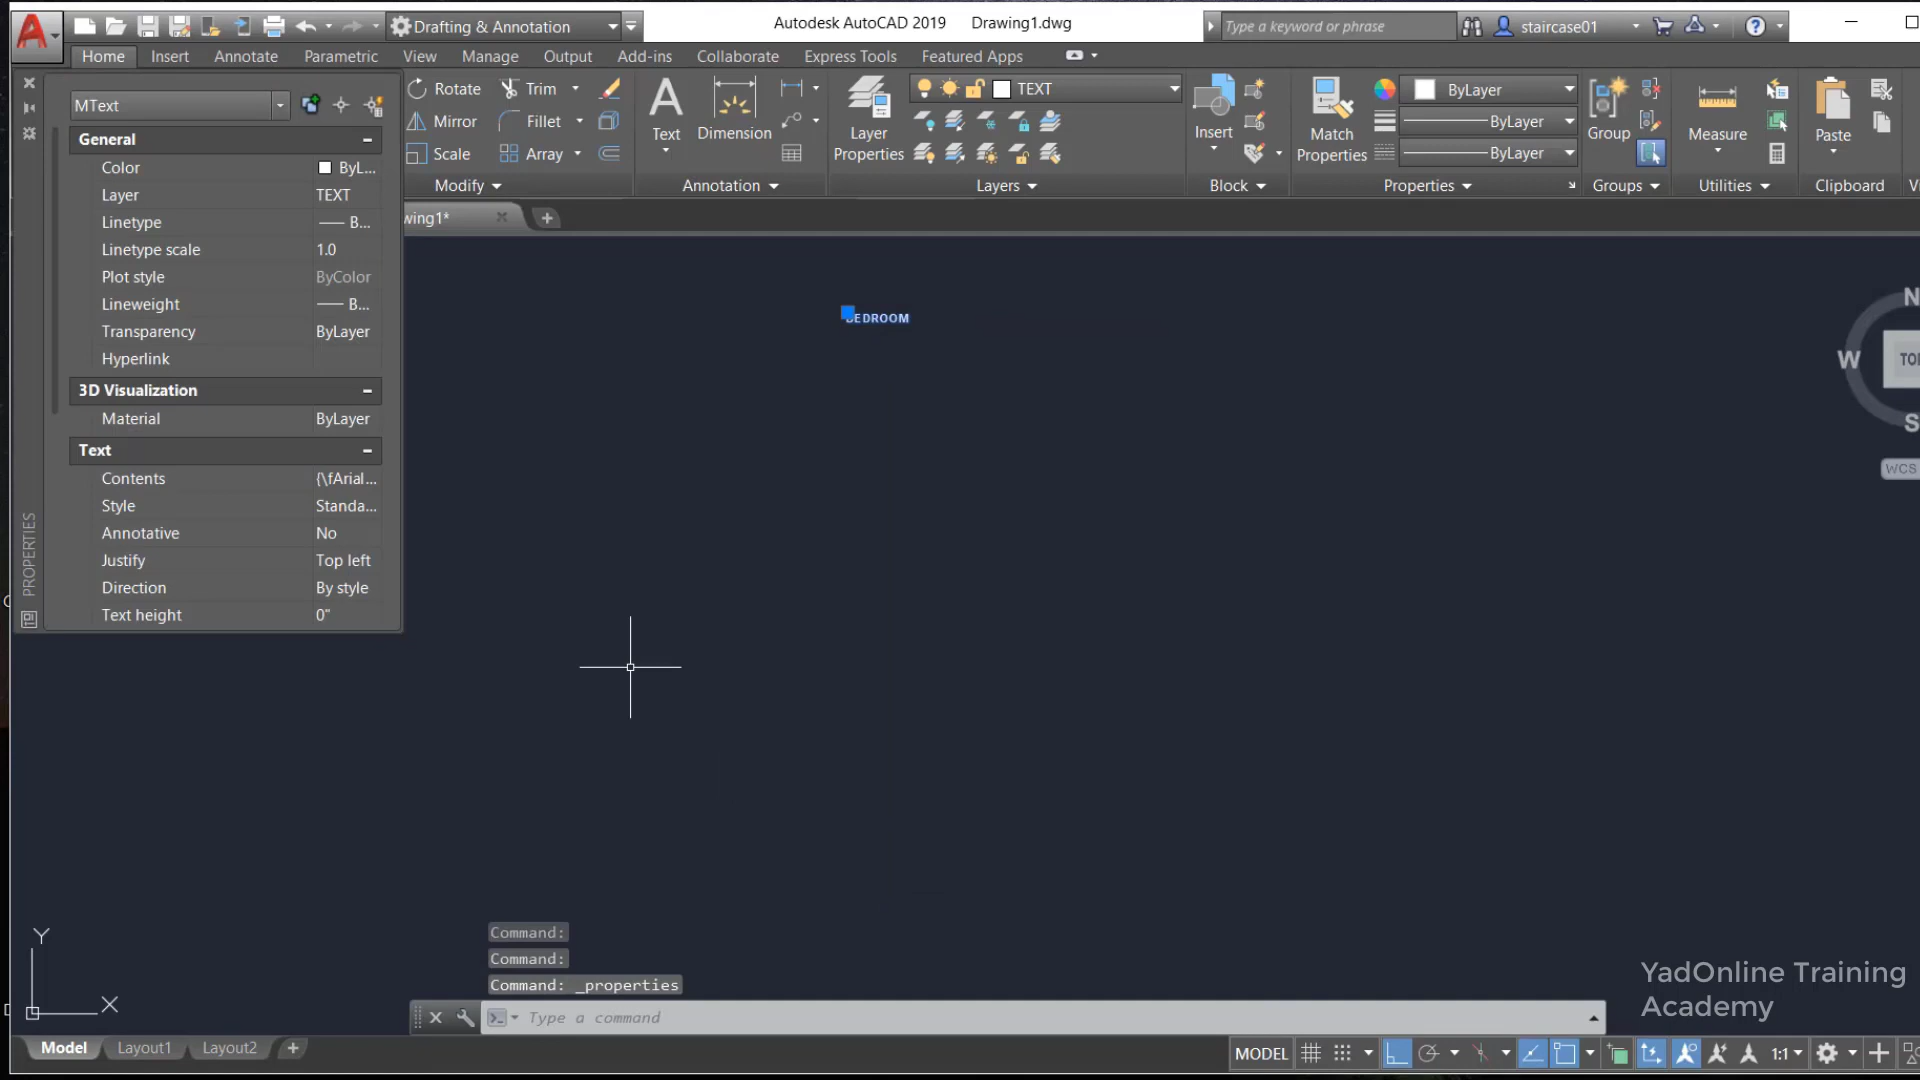 Drafting & Annotation
Autodesk AutoCAD 2019 Drawing1.dwg
Type a keyword or phrase
staircase01
Home Insert Annotate Parametric View Manage Output Add-ins Collaborate Express Tools Featured Apps
MText
General
Color ByL...
Layer TEXT
Linetype B...
Linetype scale 1.0
Plot style ByColor
Lineweight B...
Transparency ByLayer
Hyperlink
3D Visualization
Material ByLayer
Text
Contents {\fArial...
Style Standa...
Annotative No
Justify Top left
Direction By style
Text height 0"
PROPERTIES
Rotate Trim
Mirror Fillet
Scale Array
Modify
Text
Dimension
Annotation
Layer
Properties
TEXT
Layers
Insert
Block
Match
Properties
ByLayer
ByLayer
ByLayer
Properties
Group
Groups
Measure
Utilities
Paste
Clipboard
wing1*
BEDROOM
N
W
TOP
S
WCS
Y
X
Command:
Command:
Command: _properties
Type a command
YadOnline Training
Academy
Model Layout1 Layout2
MODEL
1:1